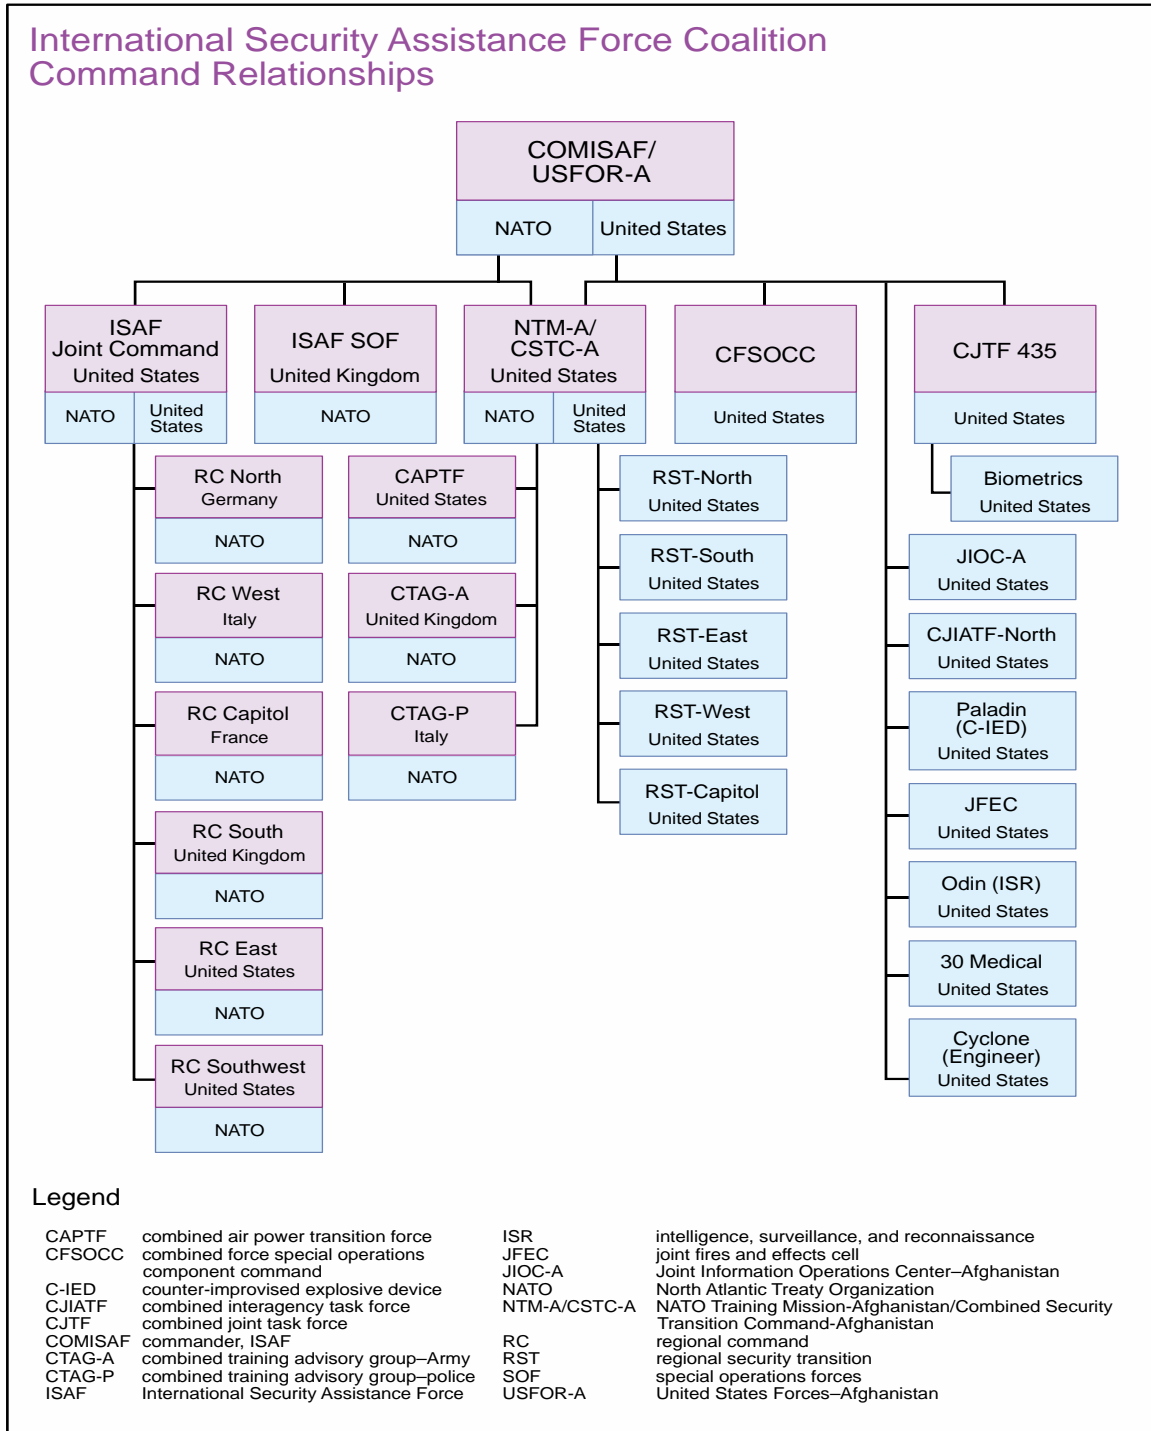 International Security Assistance Force Coalition
Command Relationships
COMISAF/
USFOR-A
NATO
United States
ISAF
Joint Command
United States
NATO
United
States
ISAF SOF
United Kingdom
NATO
NTM-A/
CSTC-A
United States
NATO
United
States
CFSOCC
United States
CJTF 435
United States
RC North
Germany
NATO
RC West
Italy
NATO
RC Capitol
France
NATO
RC South
United Kingdom
NATO
RC East
United States
NATO
RC Southwest
United States
NATO
CAPTF
United States
NATO
CTAG-A
United Kingdom
NATO
CTAG-P
Italy
NATO
RST-North
United States
RST-South
United States
RST-East
United States
RST-West
United States
RST-Capitol
United States
Biometrics
United States
JIOC-A
United States
CJIATF-North
United States
Paladin
(C-IED)
United States
JFEC
United States
Odin (ISR)
United States
30 Medical
United States
Cyclone
(Engineer)
United States
Legend
CAPTF combined air power transition force
CFSOCC combined force special operations
component command
C-IED counter-improvised explosive device
CJIATF combined interagency task force
CJTF combined joint task force
COMISAF commander, ISAF
CTAG-A combined training advisory group–Army
CTAG-P combined training advisory group–police
ISAF International Security Assistance Force
ISR intelligence, surveillance, and reconnaissance
JFEC joint fires and effects cell
JIOC-A Joint Information Operations Center–Afghanistan
NATO North Atlantic Treaty Organization
NTM-A/CSTC-A NATO Training Mission-Afghanistan/Combined Security
Transition Command-Afghanistan
RC regional command
RST regional security transition
SOF special operations forces
USFOR-A United States Forces–Afghanistan